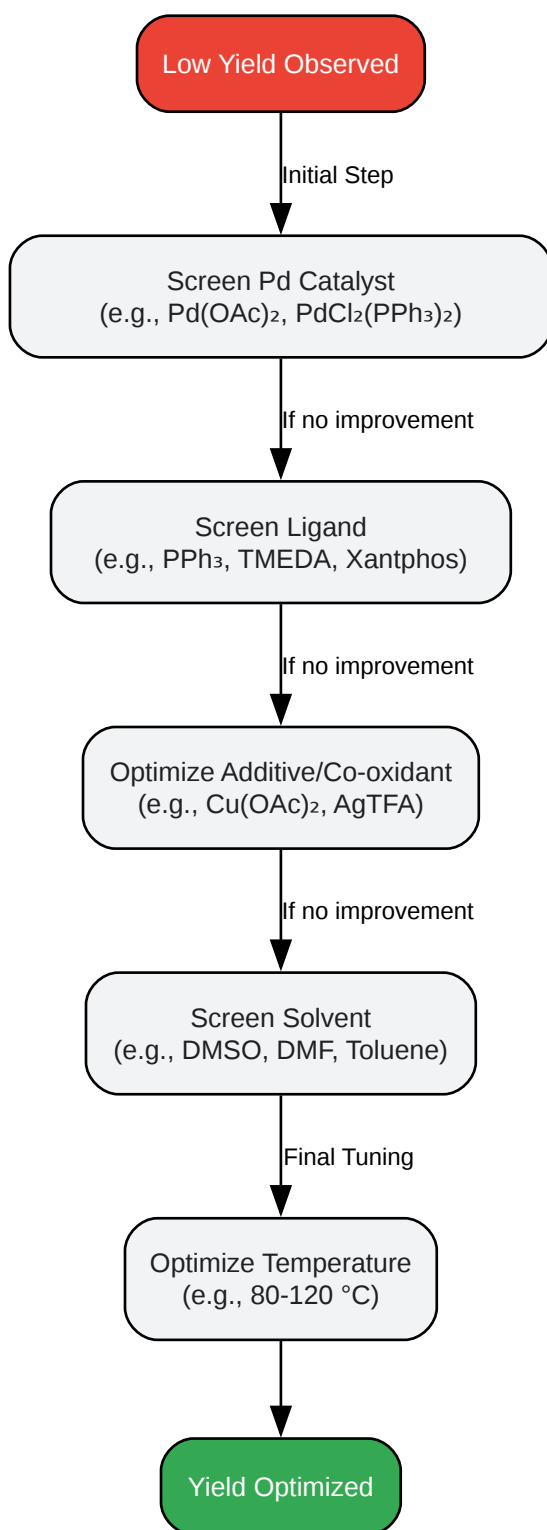 Low Yield Observed
Initial Step
Screen Pd Catalyst
(e.g., Pd(OAc)₂, PdCl₂(PPh₃)₂)
If no improvement
Screen Ligand
(e.g., PPh₃, TMEDA, Xantphos)
If no improvement
Optimize Additive/Co-oxidant
(e.g., Cu(OAc)₂, AgTFA)
If no improvement
Screen Solvent
(e.g., DMSO, DMF, Toluene)
Final Tuning
Optimize Temperature
(e.g., 80-120 °C)
Yield Optimized